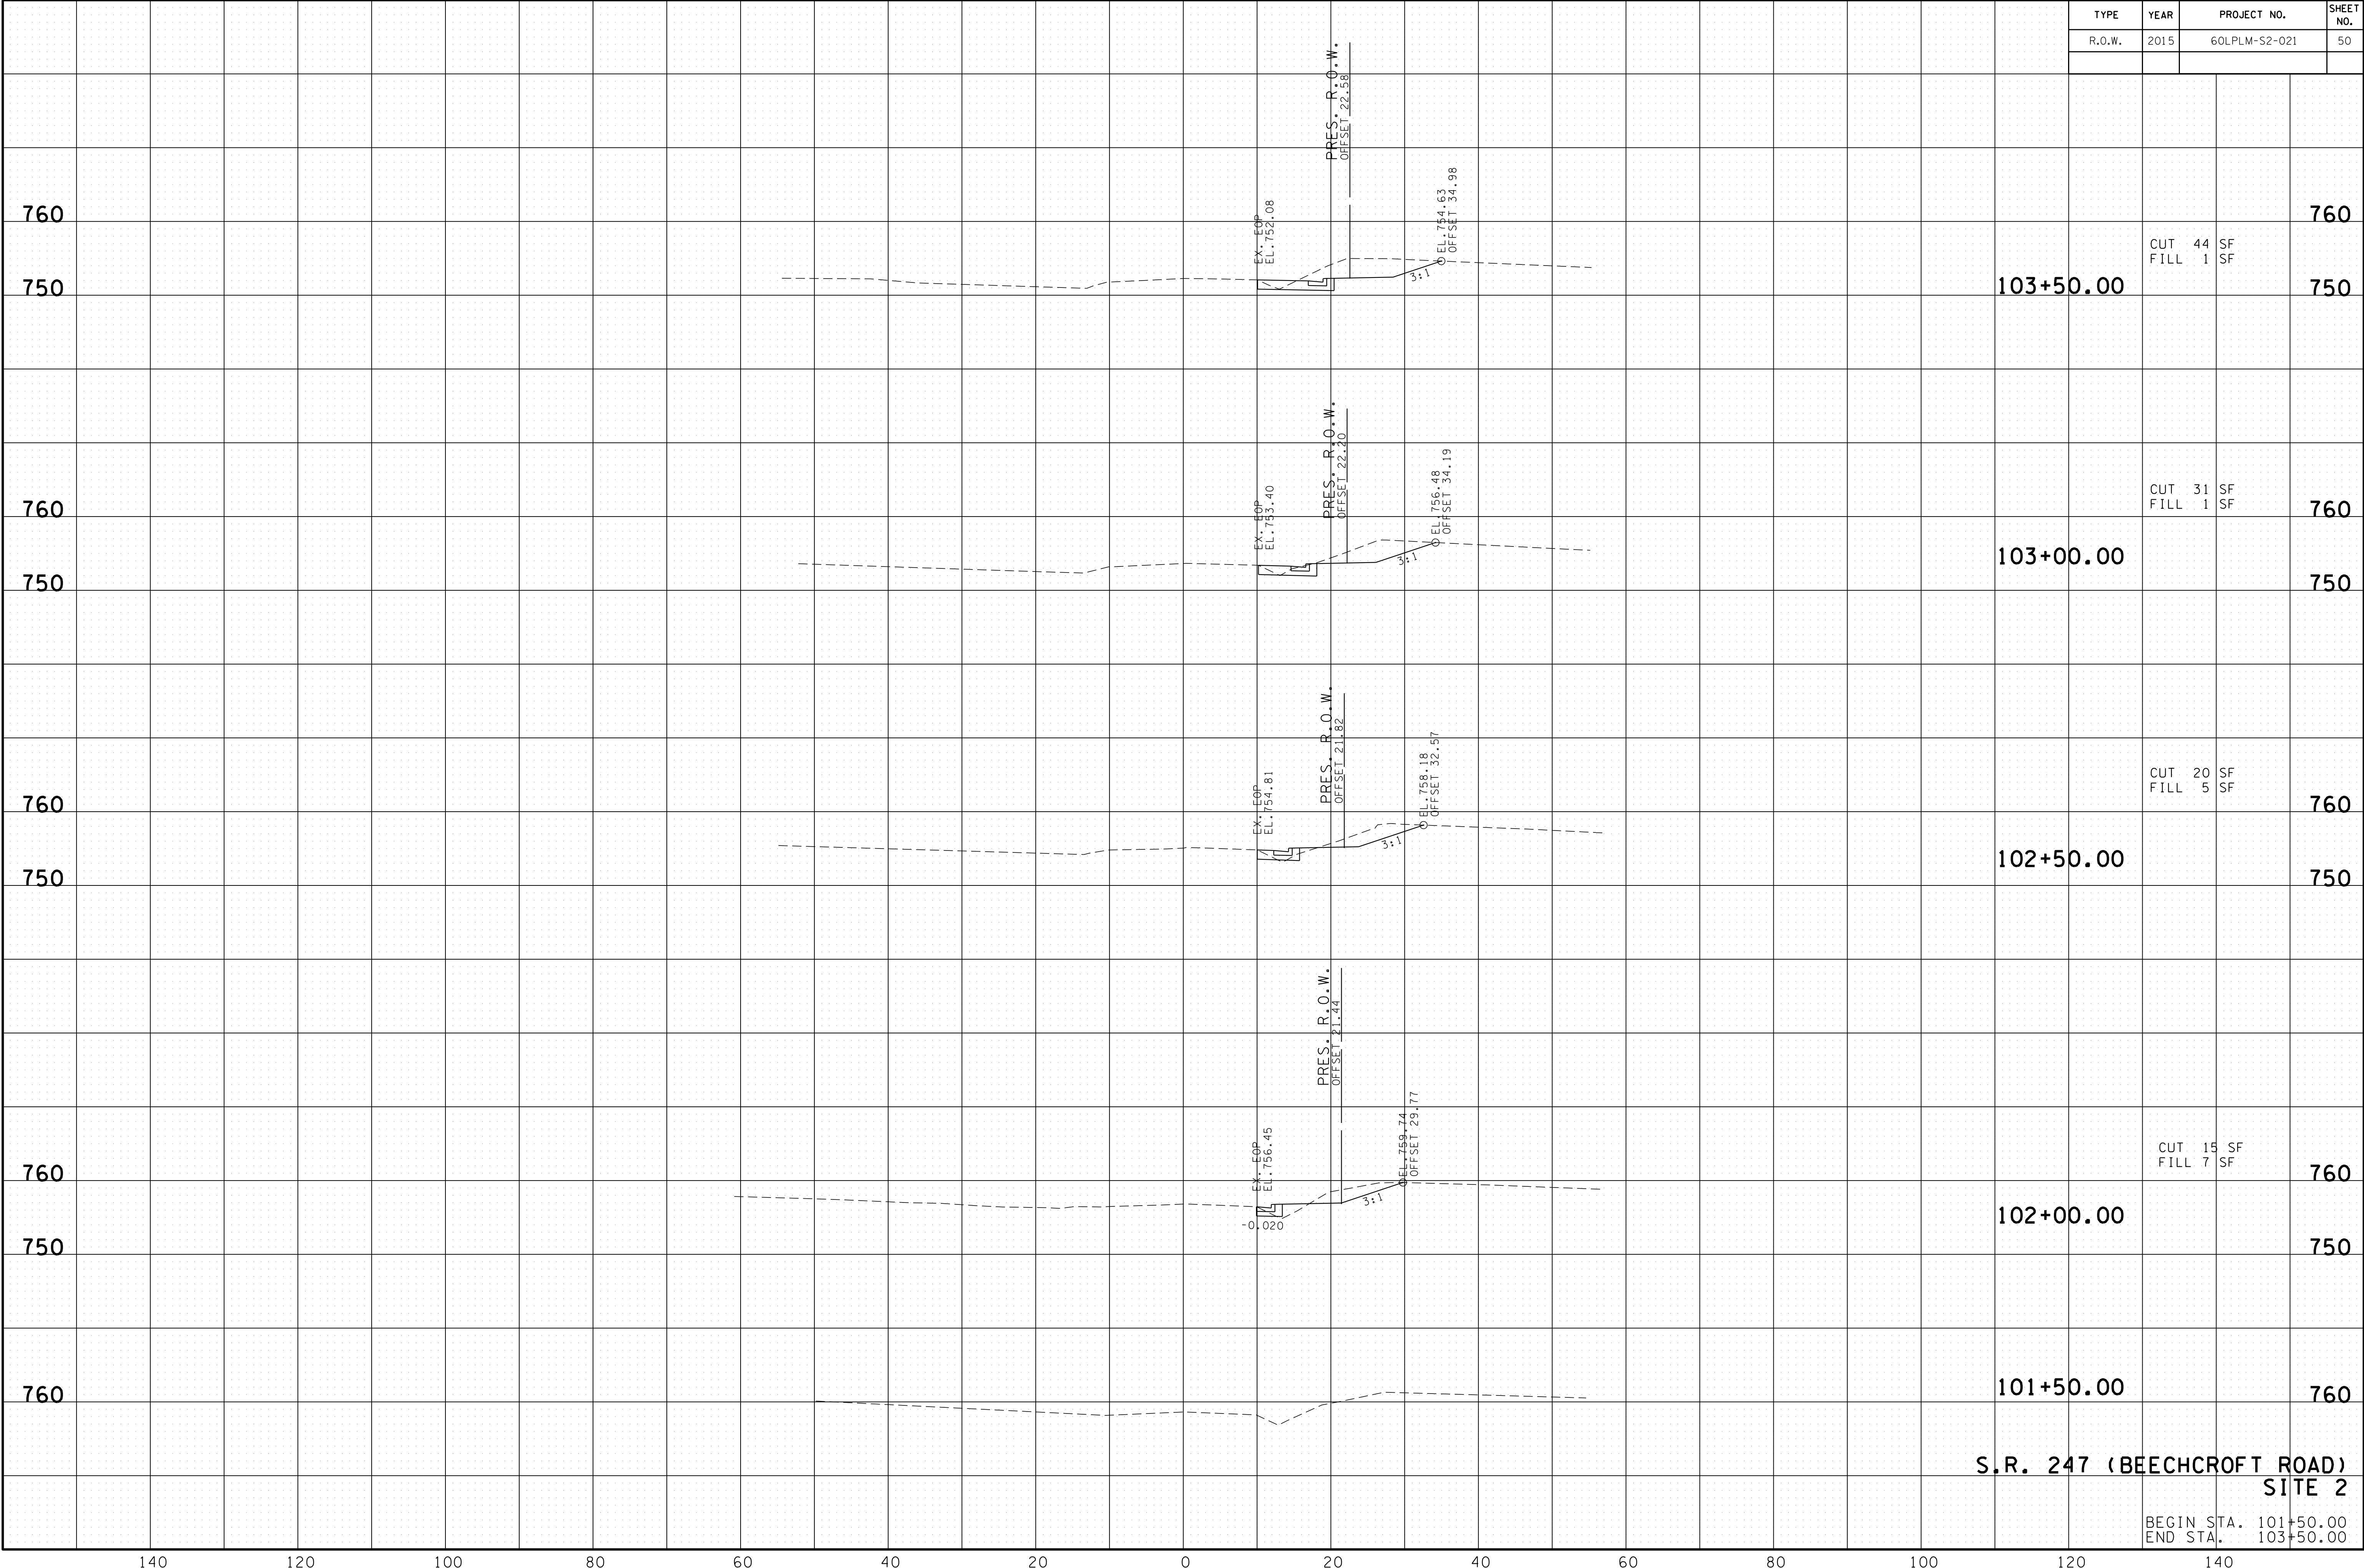 TYPE YEAR PROJECT NO. SHEET NO.
R.O.W. 2015 60LPLM-S2-021 50
PRES. R.O.W.
OFFSET 22.58
EX. EOP
EL.752.08
EL.754.63
OFFSET 34.98
3:1
760 760
CUT 44 SF
FILL 1 SF
103+50.00
750 750
PRES. R.O.W.
OFFSET 22.20
EX. EOP
EL.753.40
EL.756.48
OFFSET 34.19
3:1
CUT 31 SF
FILL 1 SF
760 760
103+00.00
750 750
PRES. R.O.W.
OFFSET 21.82
EX. EOP
EL.754.81
EL.758.18
OFFSET 32.57
3:1
CUT 20 SF
FILL 5 SF
760 760
102+50.00
750 750
PRES. R.O.W.
OFFSET 21.44
EX. EOP
EL.756.45
EL.759.74
OFFSET 29.77
3:1
-0.020
CUT 15 SF
FILL 7 SF
760 760
102+00.00
750 750
101+50.00
760 760
S.R. 247 (BEECHCROFT ROAD)
SITE 2
BEGIN STA. 101+50.00
END STA. 103+50.00
140 120 100 80 60 40 20 0 20 40 60 80 100 120 140